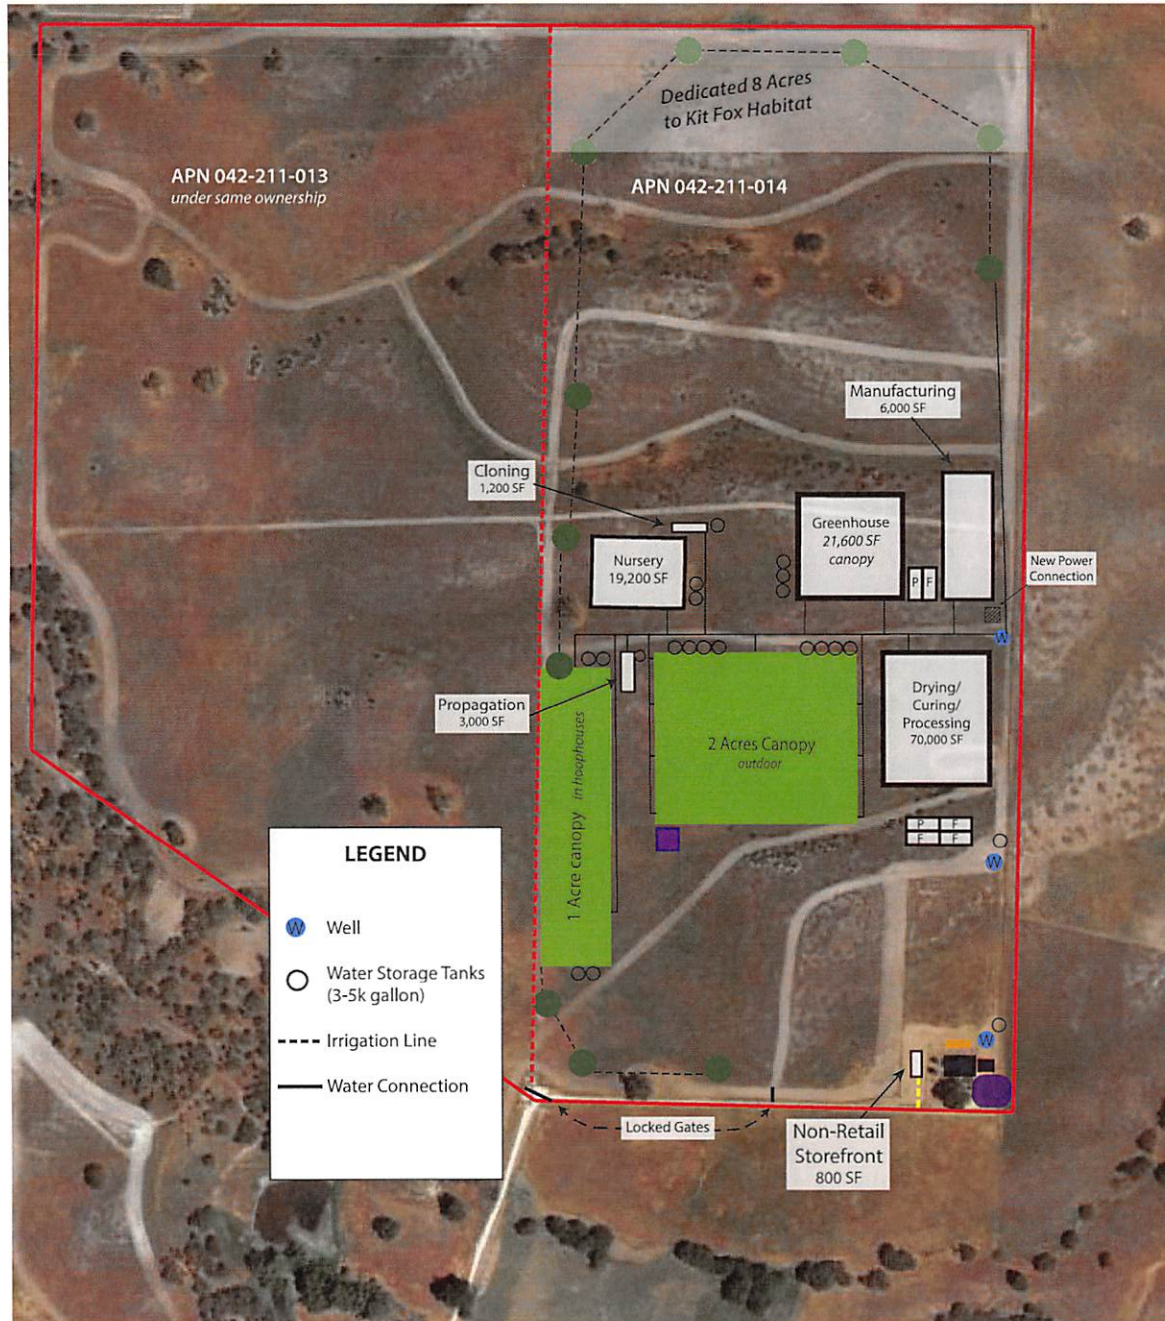 Dedicated 8 Acres
to Kit Fox Habitat
APN 042-211-013
under same ownership
APN 042-211-014
Manufacturing
6,000 SF
Cloning
1,200 SF
Greenhouse
21,600 SF
canopy
Nursery
19,200 SF
P F
New Power
Connection
W
Propagation
3,000 SF
Drying/
Curing/
Processing
70,000 SF
2 Acres Canopy
outdoor
1 Acre canopy in hoophouses
P F
F F
W
LEGEND
W Well
Water Storage Tanks
(3-5k gallon)
Irrigation Line
Water Connection
W
Locked Gates
Non-Retail
Storefront
800 SF